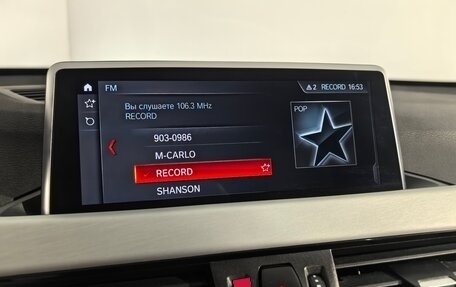 FM
2 RECORD 16:53
Вы слушаете 106.3 MHz
RECORD
POP
903-0986
M-CARLO
RECORD
SHANSON